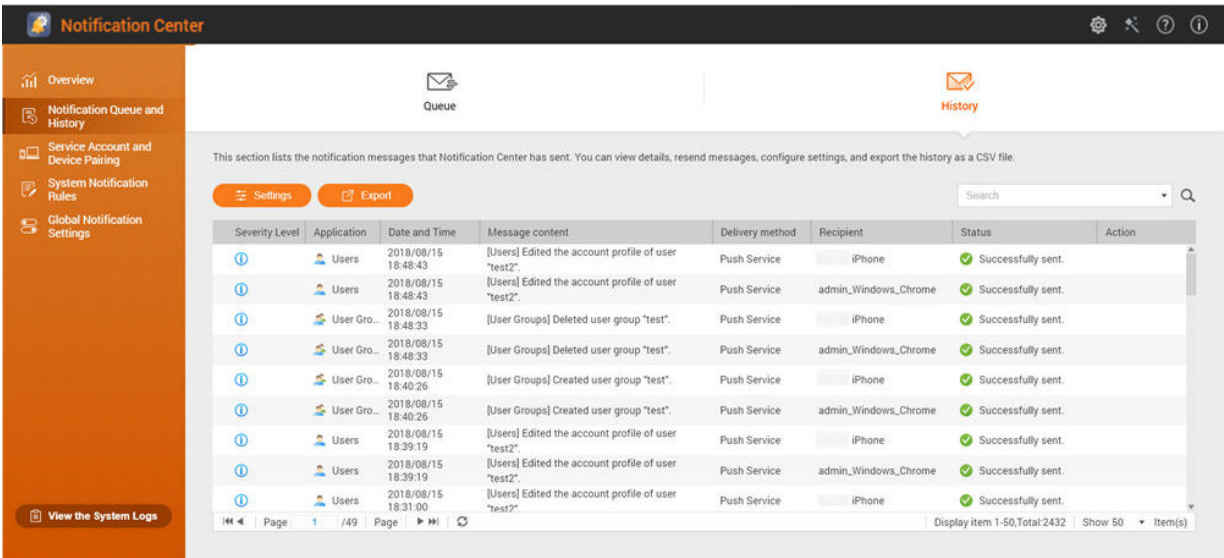 Notification Center
Overview
Notification Queue and
History
Service Account and
Device Pairing
System Notification
Rules
Global Notification
Settings
View the System Logs
Queue
History
This section lists the notification messages that Notification Center has sent. You can view details, resend messages, configure settings, and export the history as a CSV file.
Settings Export Search
Severity Level Application Date and Time Message content Delivery method Recipient Status Action
Users 2018/08/15 18:48:43 [Users] Edited the account profile of user "test2". Push Service iPhone Successfully sent.
Users 2018/08/15 18:48:43 [Users] Edited the account profile of user "test2". Push Service admin_Windows_Chrome Successfully sent.
User Gro... 2018/08/15 18:48:33 [User Groups] Deleted user group "test". Push Service iPhone Successfully sent.
User Gro... 2018/08/15 18:48:33 [User Groups] Deleted user group "test". Push Service admin_Windows_Chrome Successfully sent.
User Gro... 2018/08/15 18:40:26 [User Groups] Created user group "test". Push Service iPhone Successfully sent.
User Gro... 2018/08/15 18:40:26 [User Groups] Created user group "test". Push Service admin_Windows_Chrome Successfully sent.
Users 2018/08/15 18:39:19 [Users] Edited the account profile of user "test2". Push Service iPhone Successfully sent.
Users 2018/08/15 18:39:19 [Users] Edited the account profile of user "test2". Push Service admin_Windows_Chrome Successfully sent.
Users 2018/08/15 18:31:00 [Users] Edited the account profile of user "test2". Push Service iPhone Successfully sent.
Page 1 /49 Page Display item 1-50,Total:2432 Show 50 Item(s)